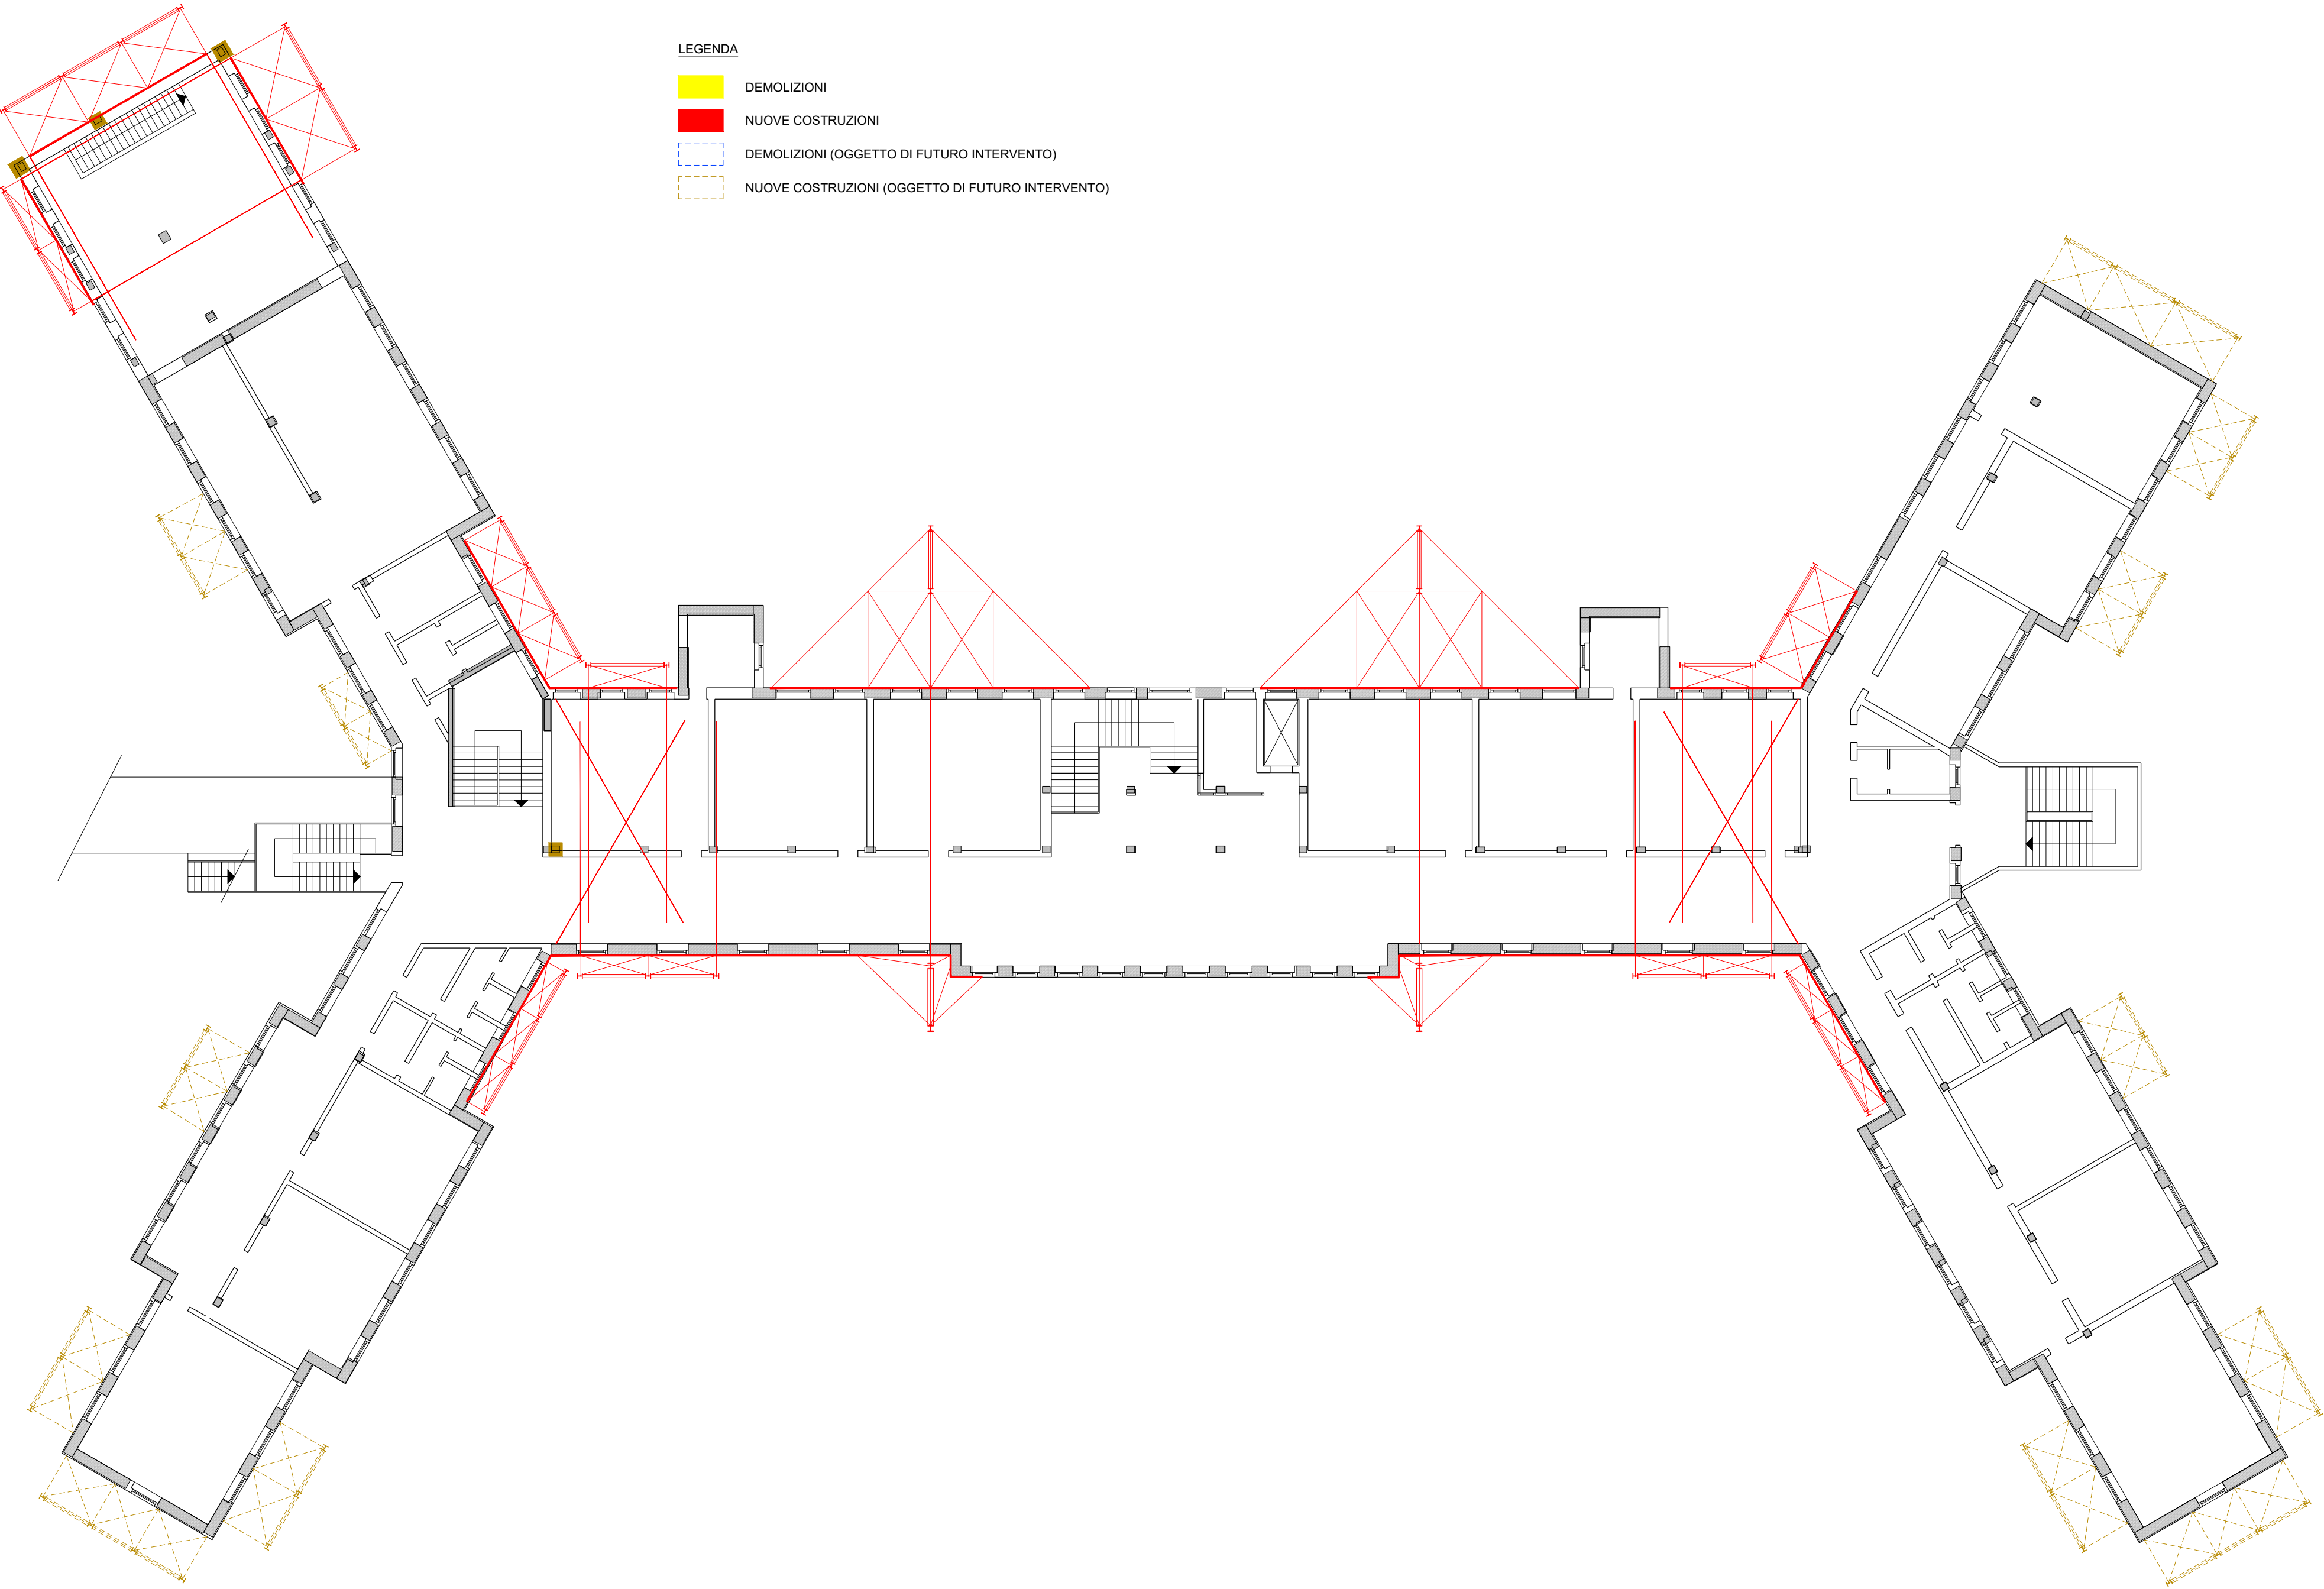 LEGENDA
DEMOLIZIONI
NUOVE COSTRUZIONI
DEMOLIZIONI (OGGETTO DI FUTURO INTERVENTO)
NUOVE COSTRUZIONI (OGGETTO DI FUTURO INTERVENTO)